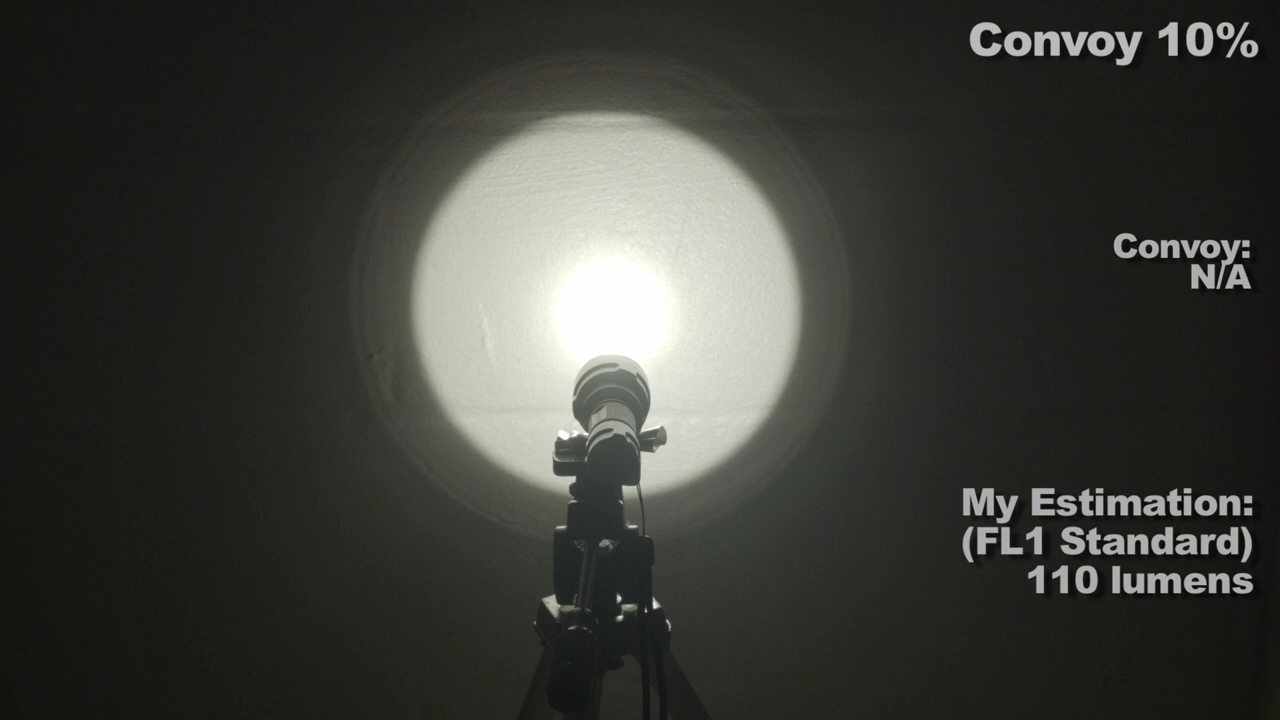 Convoy 10%
Convoy:
N/A
My Estimation:
(FL1 Standard)
110 lumens